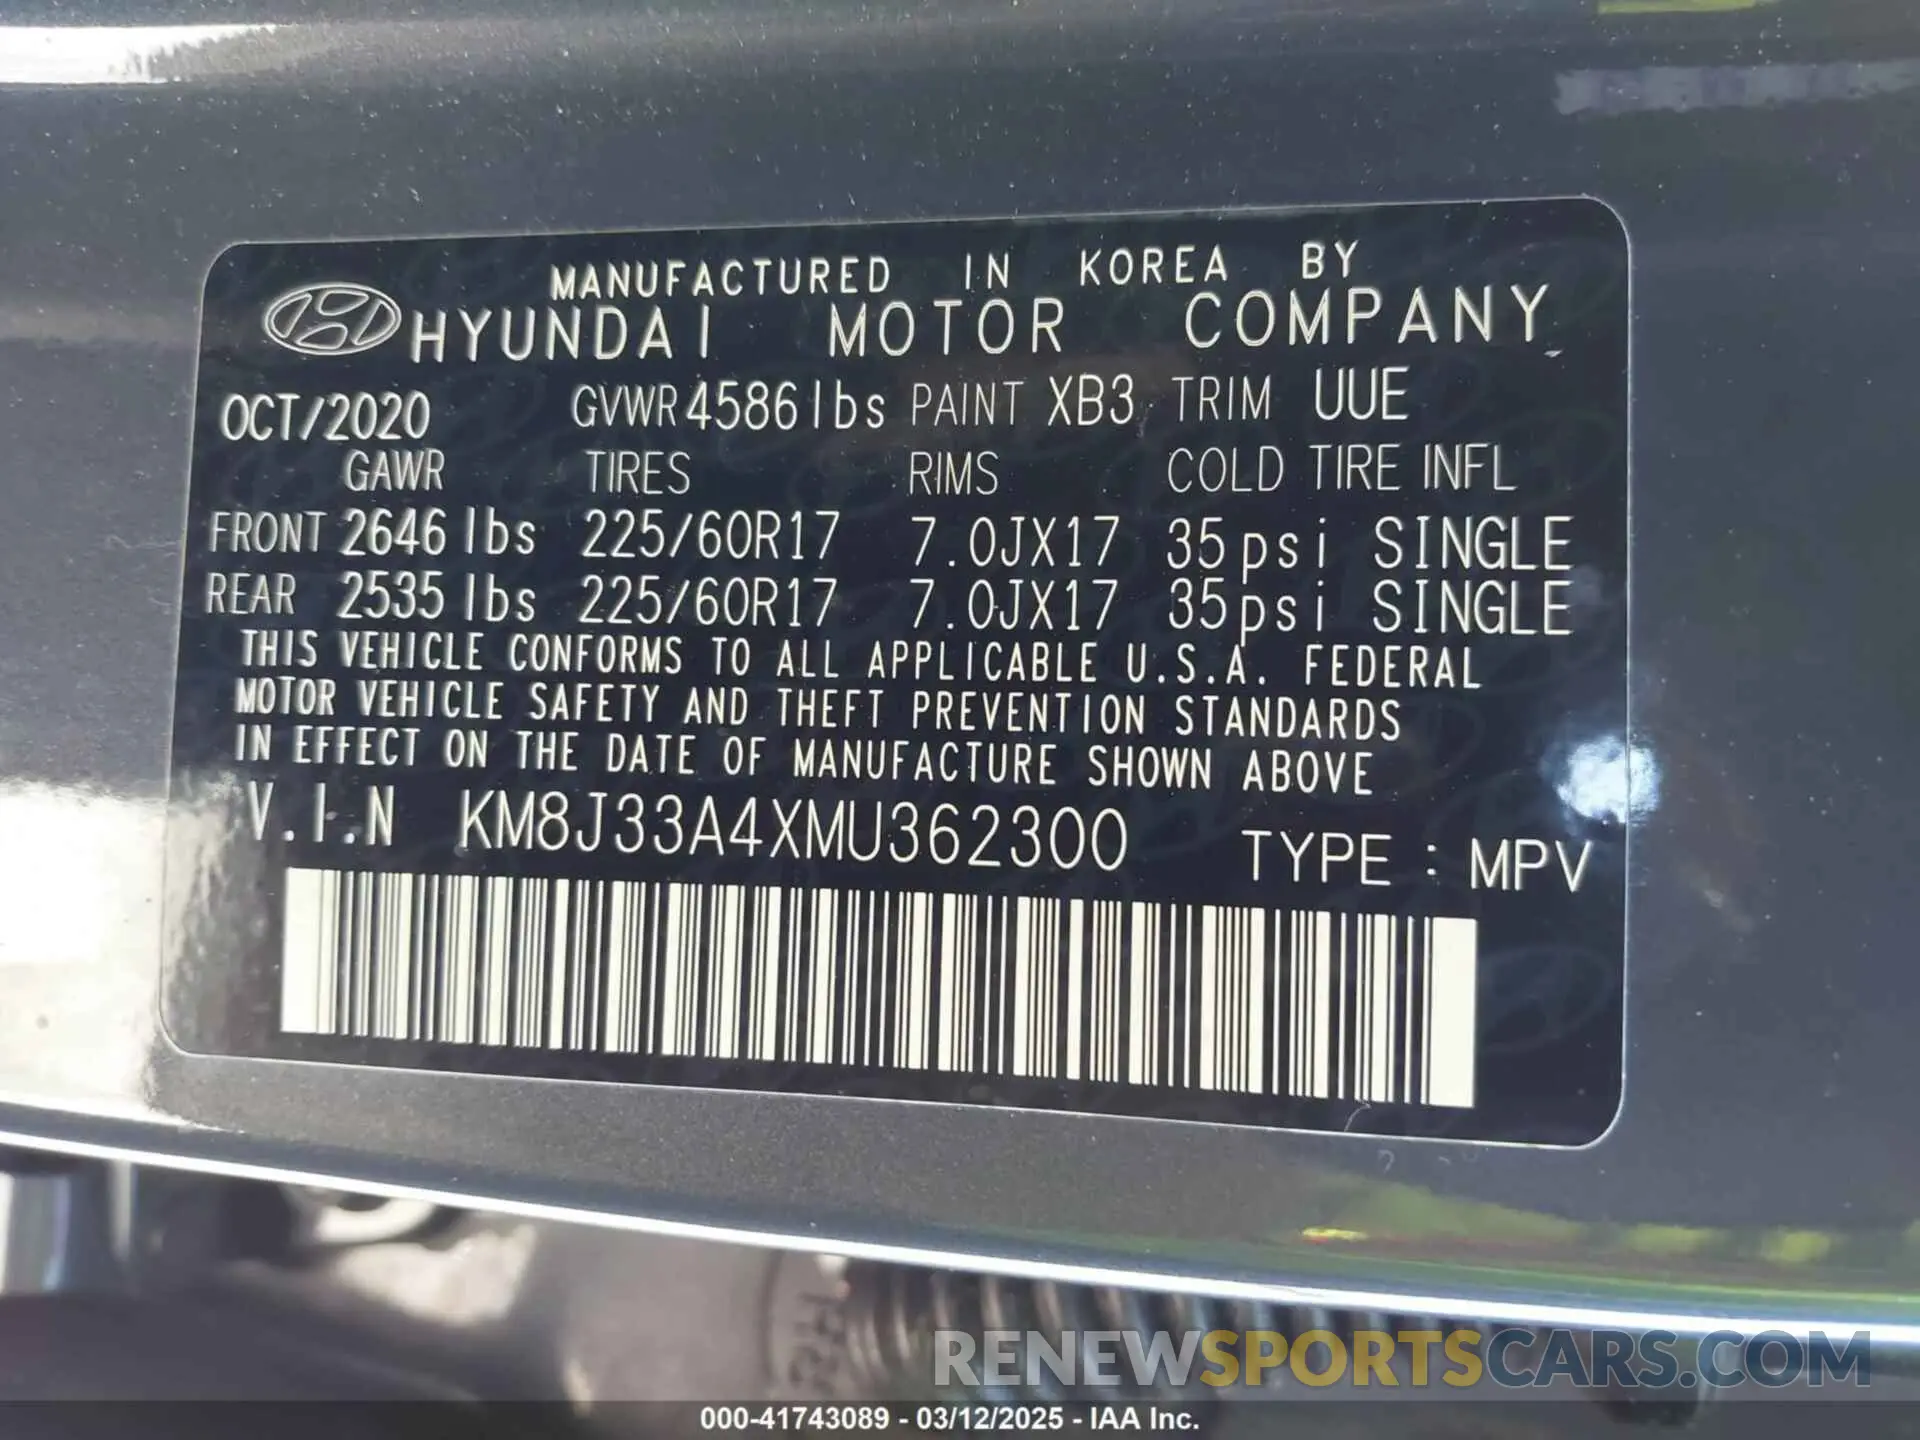 MANUFACTURED IN KOREA BY
HYUNDAI MOTOR COMPANY
OCT/2020 GVWR 4586lbs PAINT XB3 TRIM UUE
GAWR TIRES RIMS COLD TIRE INFL
FRONT 2646 lbs 225/60R17 7.0JX17 35psi SINGLE
REAR 2535 lbs 225/60R17 7.0JX17 35psi SINGLE
THIS VEHICLE CONFORMS TO ALL APPLICABLE U.S.A. FEDERAL
MOTOR VEHICLE SAFETY AND THEFT PREVENTION STANDARDS
IN EFFECT ON THE DATE OF MANUFACTURE SHOWN ABOVE
V.I.N KM8J33A4XMU362300 TYPE : MPV
RENEWSPORTSCARS.COM
000-41743089 - 03/12/2025 - IAA Inc.